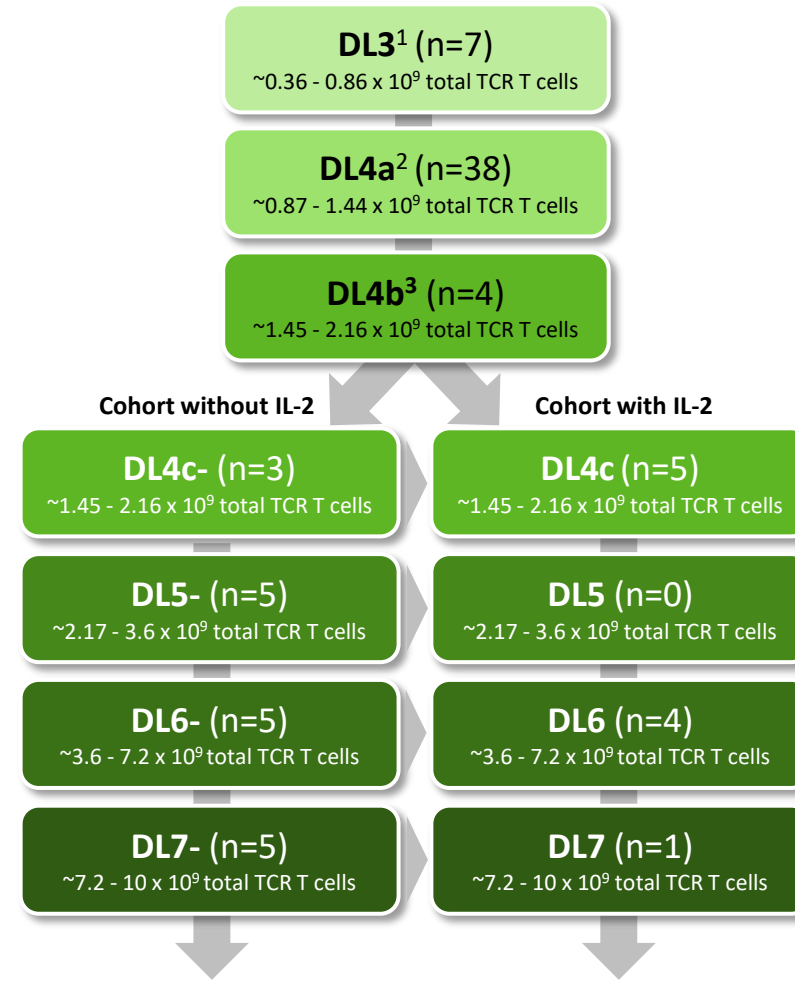 DL3¹ (n=7)
~0.36 - 0.86 x 10⁹ total TCR T cells
DL4a² (n=38)
~0.87 - 1.44 x 10⁹ total TCR T cells
DL4b³ (n=4)
~1.45 - 2.16 x 10⁹ total TCR T cells
Cohort without IL-2
Cohort with IL-2
DL4c- (n=3)
~1.45 - 2.16 x 10⁹ total TCR T cells
DL4c (n=5)
~1.45 - 2.16 x 10⁹ total TCR T cells
DL5- (n=5)
~2.17 - 3.6 x 10⁹ total TCR T cells
DL5 (n=0)
~2.17 - 3.6 x 10⁹ total TCR T cells
DL6- (n=5)
~3.6 - 7.2 x 10⁹ total TCR T cells
DL6 (n=4)
~3.6 - 7.2 x 10⁹ total TCR T cells
DL7- (n=5)
~7.2 - 10 x 10⁹ total TCR T cells
DL7 (n=1)
~7.2 - 10 x 10⁹ total TCR T cells